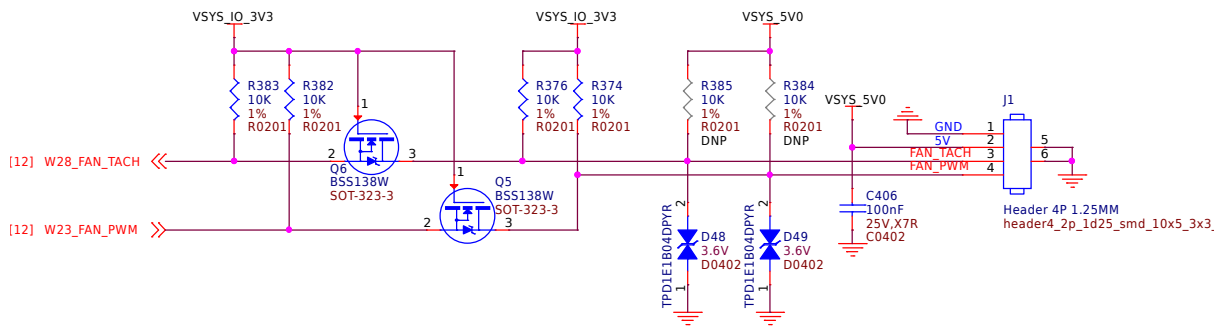 VSYS_IO_3V3
VSYS_IO_3V3
VSYS_5V0
R383
10K
1%
R0201
R382
10K
1%
R0201
R376
10K
1%
R0201
R374
10K
1%
R0201
R385
10K
1%
R0201
DNP
R384
10K
1%
R0201
DNP
VSYS_5V0
J1
GND
5V
FAN_TACH
FAN_PWM
1
2
3
4
5
6
Header 4P 1.25MM
header4_2p_1d25_smd_10x5_3x3_
[12] W28_FAN_TACH
1
2
3
Q6
BSS138W
SOT-323-3
[12] W23_FAN_PWM
1
2
3
Q5
BSS138W
SOT-323-3
TPD1E1B04DPYR
2
1
D48
3.6V
D0402
TPD1E1B04DPYR
2
1
D49
3.6V
D0402
C406
100nF
25V,X7R
C0402